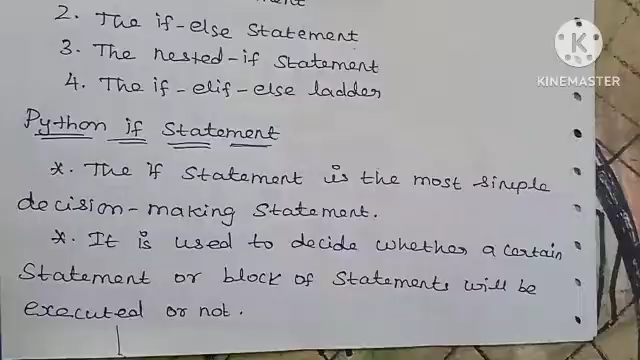 2. The if-else Statement
3. The nested-if Statement
4. The if-elif-else ladder
Python if Statement
*. The if Statement is the most simple
decision-making Statement.
*. It is used to decide whether a certain
Statement or block of Statements will be
executed or not.
K
KINEMASTER